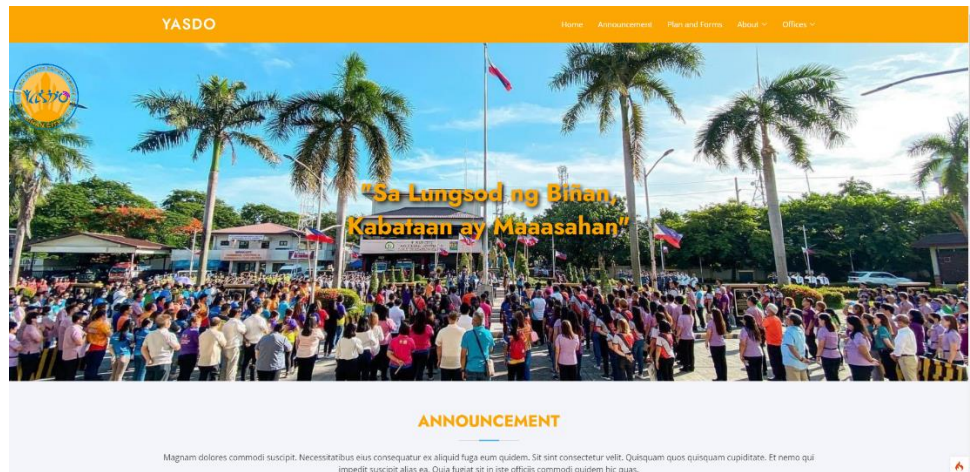 YASDO
Home Announcement Plan and Forms About Offices
YASDO
"Sa Lungsod ng Biñan,
Kabataan ay Maaasahan"
ANNOUNCEMENT
Magnam dolores commodi suscipit. Necessitatibus eius consequatur ex aliquid fuga eum quidem. Sit sint consectetur velit. Quisquam quos quisquam cupiditate. Et nemo qui
impedit suscipit alias ea. Quia fugiat sit in iste officiis commodi quidem hic quas.